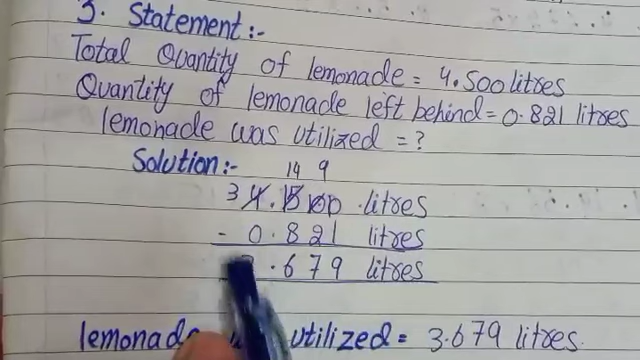 3. Statement:-
Total Quantity of lemonade = 4.500 litres
Quantity of lemonade left behind = 0.821 litres
lemonade was utilized = ?
Solution:-
14 9
3 4.500 litres
- 0.821 litres
.679 litres
utilized = 3.679 litres